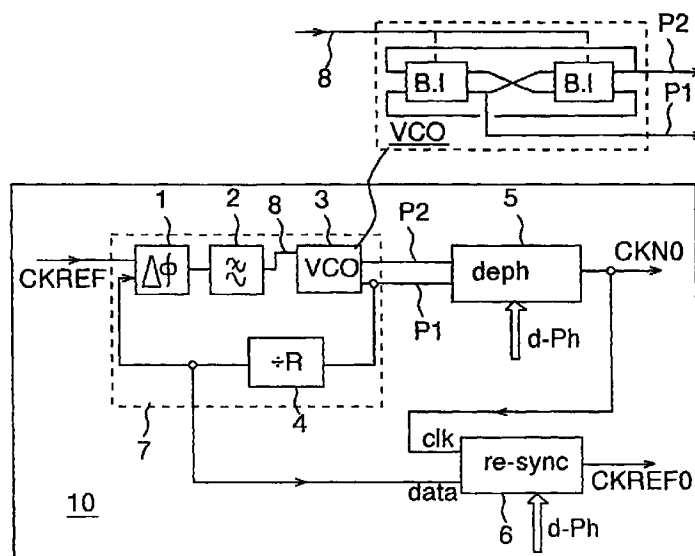 8
B.I
B.I
P2
P1
VCO
1
2
8
3
P2
5
CKREF
Δϕ
≈
VCO
deph
CKN0
P1
d-Ph
÷R
4
7
clk
re-sync
data
CKREF0
6
d-Ph
10